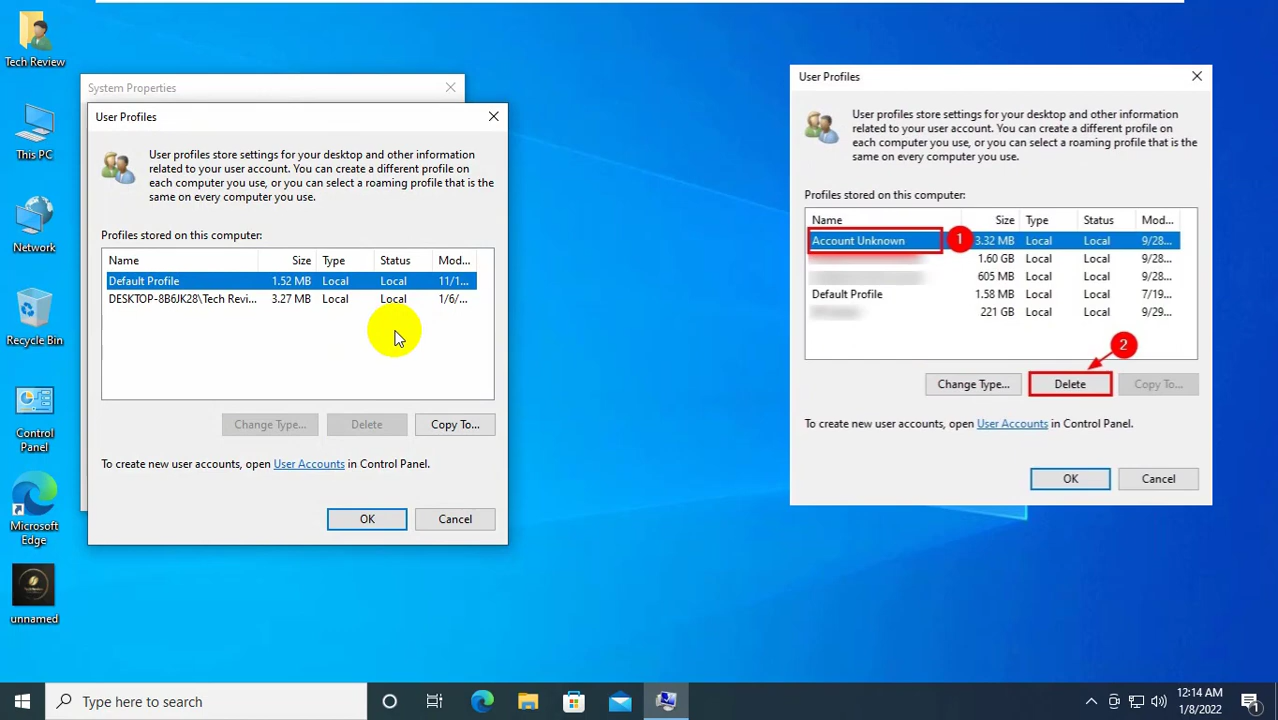 Tech Review
This PC
Network
Recycle Bin
Control
Panel
Microsoft
Edge
unnamed
System Properties
User Profiles
User profiles store settings for your desktop and other information
related to your user account. You can create a different profile on
each computer you use, or you can select a roaming profile that is the
same on every computer you use.
Profiles stored on this computer:
Name Size Type Status Mod...
Default Profile 1.52 MB Local Local 11/1...
DESKTOP-8B6JK28\Tech Revi... 3.27 MB Local Local 1/6/...
Change Type... Delete Copy To...
To create new user accounts, open User Accounts in Control Panel.
OK Cancel
User Profiles
User profiles store settings for your desktop and other information
related to your user account. You can create a different profile on
each computer you use, or you can select a roaming profile that is the
same on every computer you use.
Profiles stored on this computer:
Name Size Type Status Mod...
Account Unknown 1 3.32 MB Local Local 9/28...
1.60 GB Local Local 9/28...
605 MB Local Local 9/28...
Default Profile 1.58 MB Local Local 7/19...
221 GB Local Local 9/29...
2
Change Type... Delete Copy To...
To create new user accounts, open User Accounts in Control Panel.
OK Cancel
Type here to search
12:14 AM
1/8/2022
1